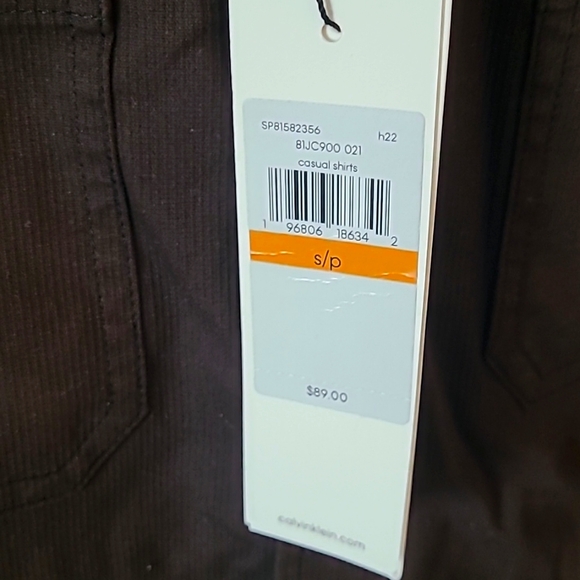 SP81582356 h22
81JC900 021
casual shirts
1 96806 18634 2
s/p
$89.00
calvinklein.com